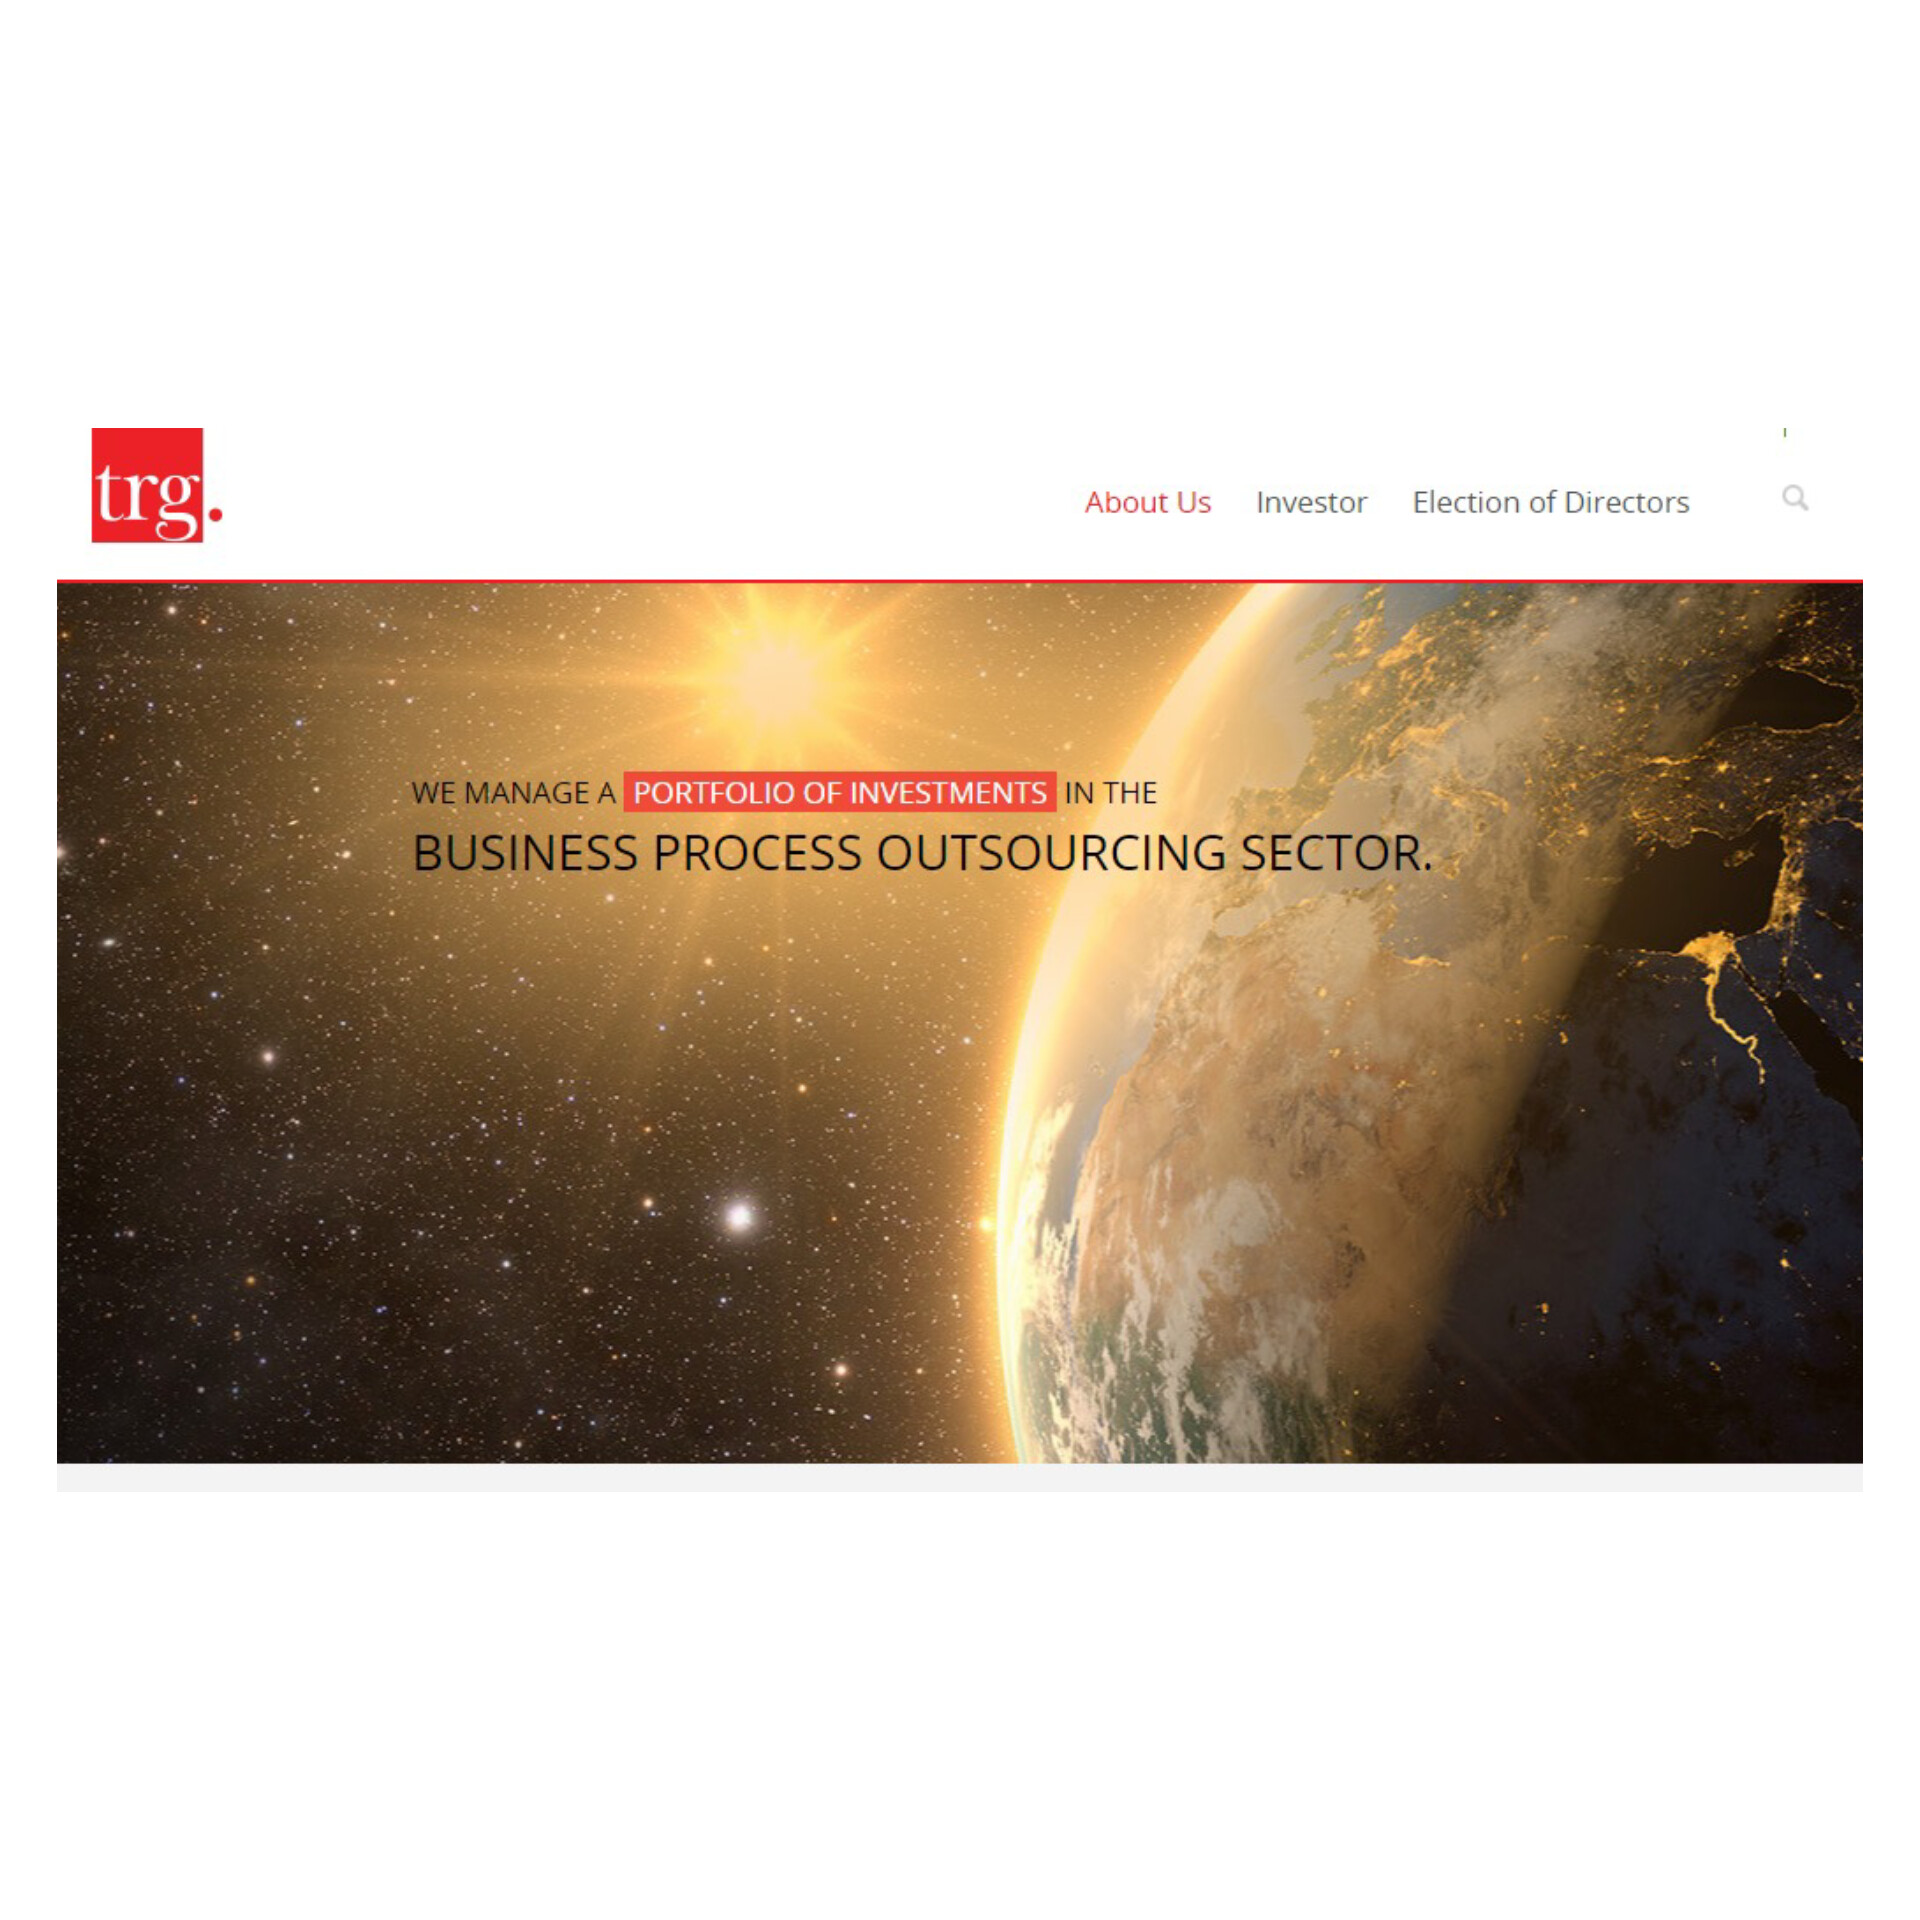 trg.
About Us Investor Election of Directors
WE MANAGE A PORTFOLIO OF INVESTMENTS IN THE
BUSINESS PROCESS OUTSOURCING SECTOR.